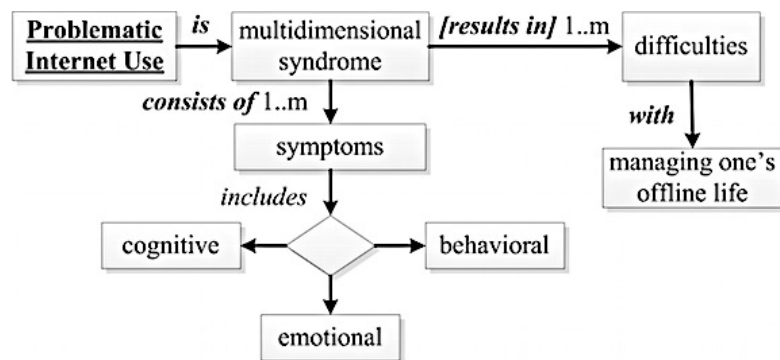 Problematic
Internet Use
is
multidimensional
syndrome
[results in] 1..m
difficulties
consists of 1..m
with
symptoms
managing one's
offline life
includes
cognitive
behavioral
emotional